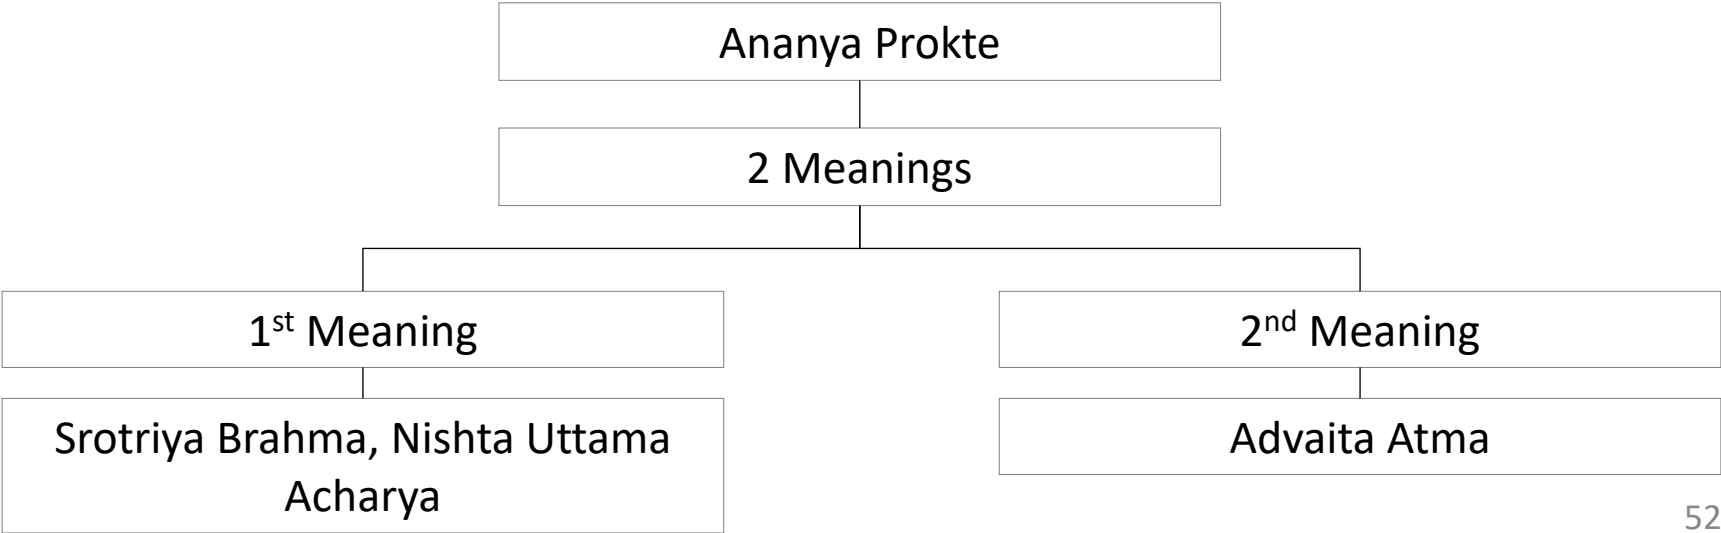 Ananya Prokte
2 Meanings
1st Meaning
2nd Meaning
Srotriya Brahma, Nishta Uttama
Acharya
Advaita Atma
52